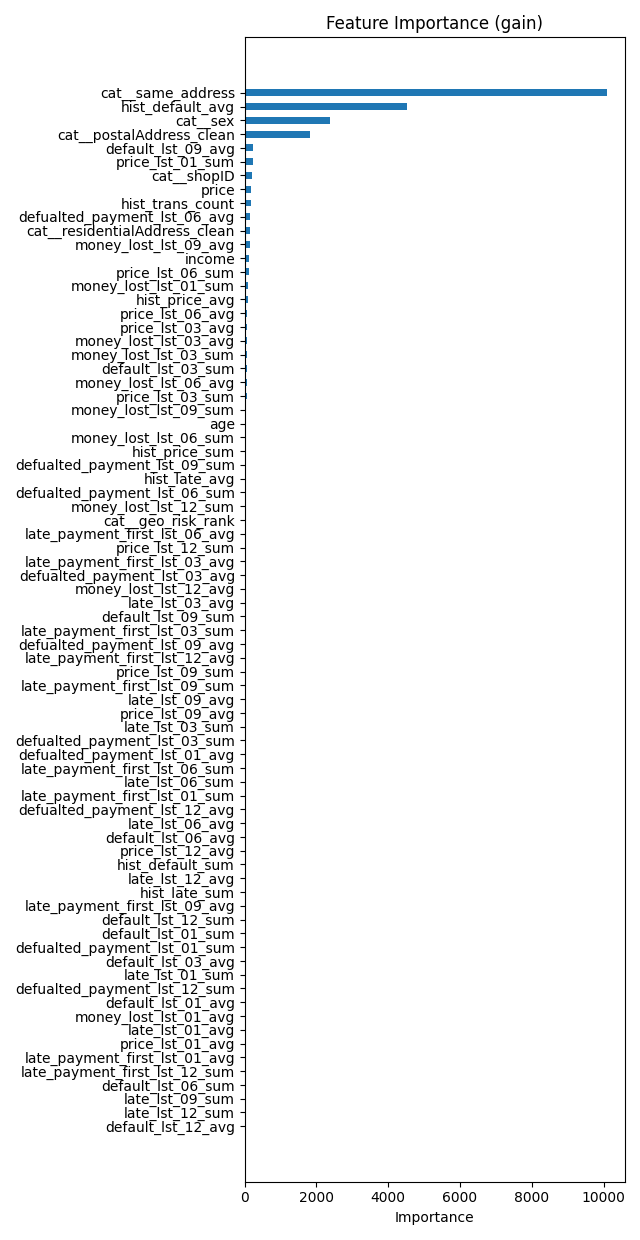 Feature Importance (gain)
cat__same_address
hist_default_avg
cat__sex
cat__postalAddress_clean
default_lst_09_avg
price_lst_01_sum
cat__shopID
price
hist_trans_count
defualted_payment_lst_06_avg
cat__residentialAddress_clean
money_lost_lst_09_avg
income
price_lst_06_sum
money_lost_lst_01_sum
hist_price_avg
price_lst_06_avg
price_lst_03_avg
money_lost_lst_03_avg
money_lost_lst_03_sum
default_lst_03_sum
money_lost_lst_06_avg
price_lst_03_sum
money_lost_lst_09_sum
age
money_lost_lst_06_sum
hist_price_sum
defualted_payment_lst_09_sum
hist_late_avg
defualted_payment_lst_06_sum
money_lost_lst_12_sum
cat__geo_risk_rank
late_payment_first_lst_06_avg
price_lst_12_sum
late_payment_first_lst_03_avg
defualted_payment_lst_03_avg
money_lost_lst_12_avg
late_lst_03_avg
default_lst_09_sum
late_payment_first_lst_03_sum
defualted_payment_lst_09_avg
late_payment_first_lst_12_avg
price_lst_09_sum
late_payment_first_lst_09_sum
late_lst_09_avg
price_lst_09_avg
late_lst_03_sum
defualted_payment_lst_03_sum
defualted_payment_lst_01_avg
late_payment_first_lst_06_sum
late_lst_06_sum
late_payment_first_lst_01_sum
defualted_payment_lst_12_avg
late_lst_06_avg
default_lst_06_avg
price_lst_12_avg
hist_default_sum
late_lst_12_avg
hist_late_sum
late_payment_first_lst_09_avg
default_lst_12_sum
default_lst_01_sum
defualted_payment_lst_01_sum
default_lst_03_avg
late_lst_01_sum
defualted_payment_lst_12_sum
default_lst_01_avg
money_lost_lst_01_avg
late_lst_01_avg
price_lst_01_avg
late_payment_first_lst_01_avg
late_payment_first_lst_12_sum
default_lst_06_sum
late_lst_09_sum
late_lst_12_sum
default_lst_12_avg
0 2000 4000 6000 8000 10000
Importance